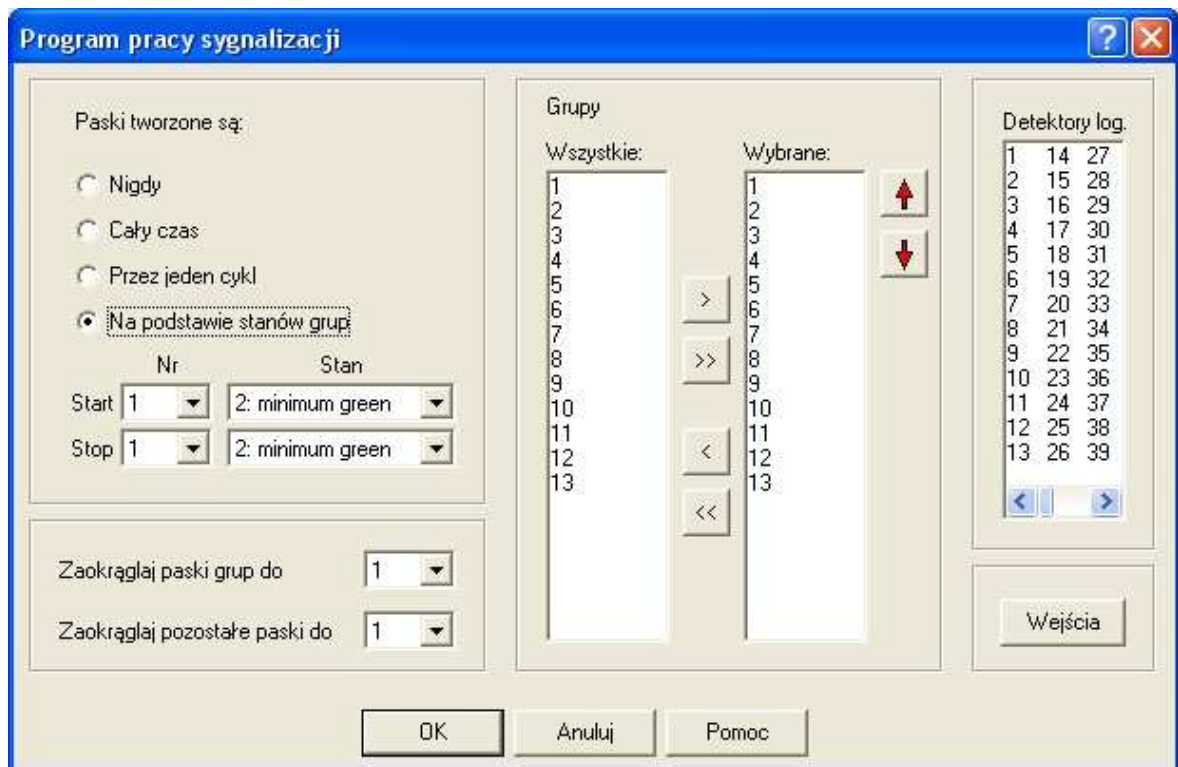 Program pracy sygnalizacji
Paski tworzone są:
Nigdy
Cały czas
Przez jeden cykl
Na podstawie stanów grup
Nr Stan
Start 1 2: minimum green
Stop 1 2: minimum green
Zaokrąglaj paski grup do 1
Zaokrąglaj pozostałe paski do 1
Grupy
Wszystkie:
1
2
3
4
5
6
7
8
9
10
11
12
13
>
>>
<
<<
Wybrane:
1
2
3
4
5
6
7
8
9
10
11
12
13
Detektory log.
1 14 27
2 15 28
3 16 29
4 17 30
5 18 31
6 19 32
7 20 33
8 21 34
9 22 35
10 23 36
11 24 37
12 25 38
13 26 39
Wejścia
OK Anuluj Pomoc